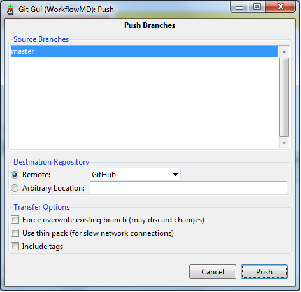 Git Gui (WorkflowMD): Push
Push Branches
Source Branches
master
Destination Repository
Remote: GitHub
Arbitrary Location:
Transfer Options
Force overwrite existing branch (may discard changes)
Use thin pack (for slow network connections)
Include tags
Cancel Push